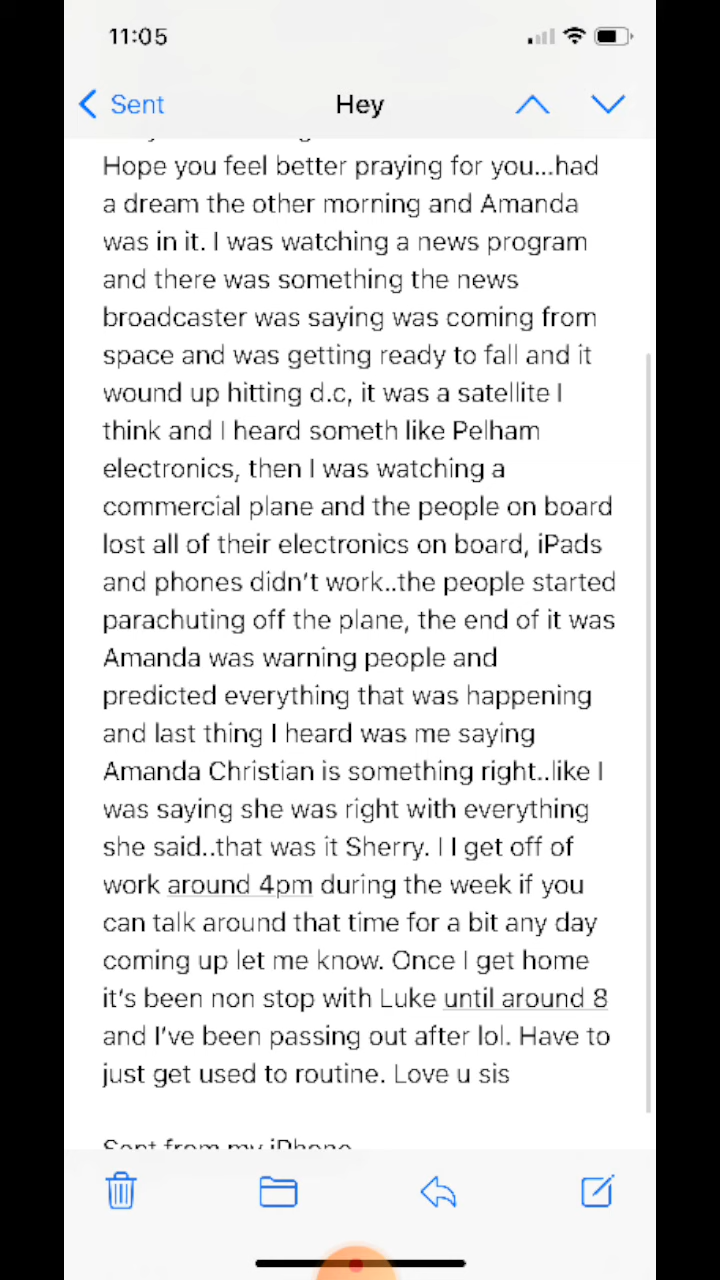 11:05
Sent
Hey
Hope you feel better praying for you...had
a dream the other morning and Amanda
was in it. I was watching a news program
and there was something the news
broadcaster was saying was coming from
space and was getting ready to fall and it
wound up hitting d.c, it was a satellite I
think and I heard someth like Pelham
electronics, then I was watching a
commercial plane and the people on board
lost all of their electronics on board, iPads
and phones didn't work..the people started
parachuting off the plane, the end of it was
Amanda was warning people and
predicted everything that was happening
and last thing I heard was me saying
Amanda Christian is something right..like I
was saying she was right with everything
she said..that was it Sherry. I I get off of
work around 4pm during the week if you
can talk around that time for a bit any day
coming up let me know. Once I get home
it's been non stop with Luke until around 8
and I've been passing out after lol. Have to
just get used to routine. Love u sis
Sent from my iPhone